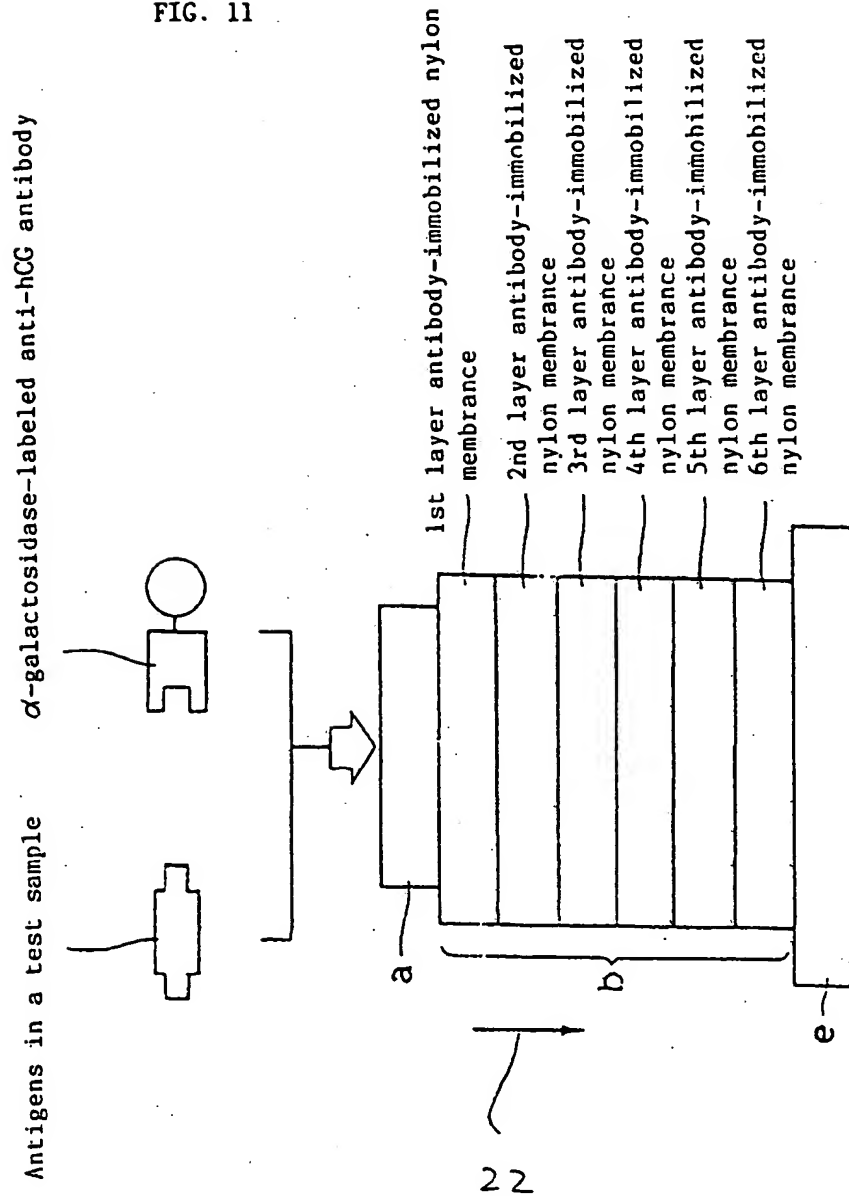 FIG. 11
Antigens in a test sample
α-galactosidase-labeled anti-hCG antibody
a
b
e
22
1st layer antibody-immobilized nylon
membrance
2nd layer antibody-immobilized
nylon membrance
3rd layer antibody-immobilized
nylon membrance
4th layer antibody-immobilized
nylon membrance
5th layer antibody-immobilized
nylon membrance
6th layer antibody-immobilized
nylon membrance